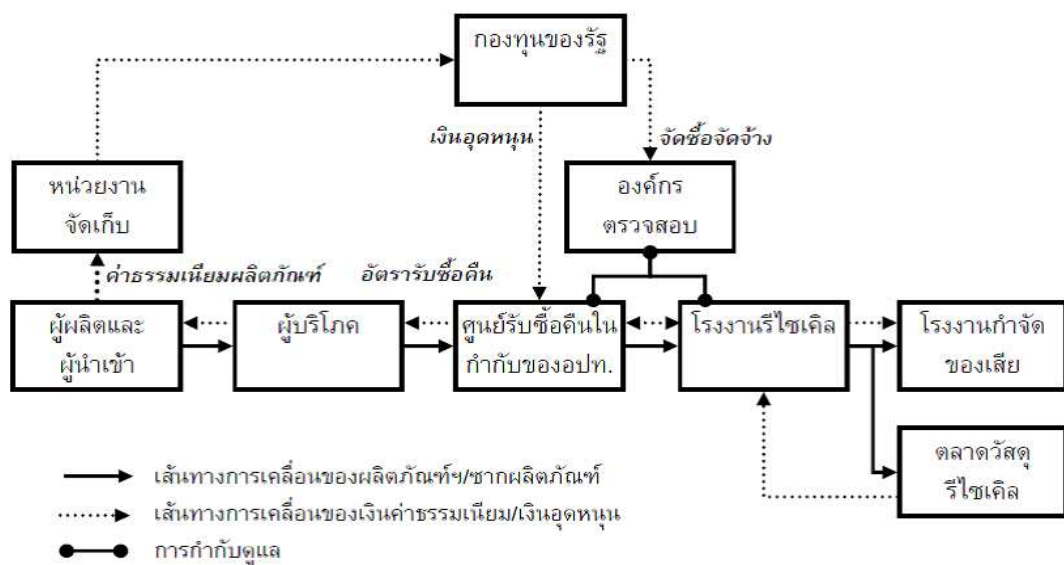 กองทุนของรัฐ
เงินอุดหนุน
จัดซื้อจัดจ้าง
หน่วยงาน
จัดเก็บ
องค์กร
ตรวจสอบ
ค่าธรรมเนียมผลิตภัณฑ์
อัตรารับซื้อคืน
ผู้ผลิตและ
ผู้นำเข้า
ผู้บริโภค
ศูนย์รับซื้อคืนใน
กำกับของอปท.
โรงงานรีไซเคิล
โรงงานกำจัด
ของเสีย
ตลาดวัสดุ
รีไซเคิล
เส้นทางการเคลื่อนของผลิตภัณฑ์ฯ/ซากผลิตภัณฑ์
เส้นทางการเคลื่อนของเงินค่าธรรมเนียม/เงินอุดหนุน
การกำกับดูแล